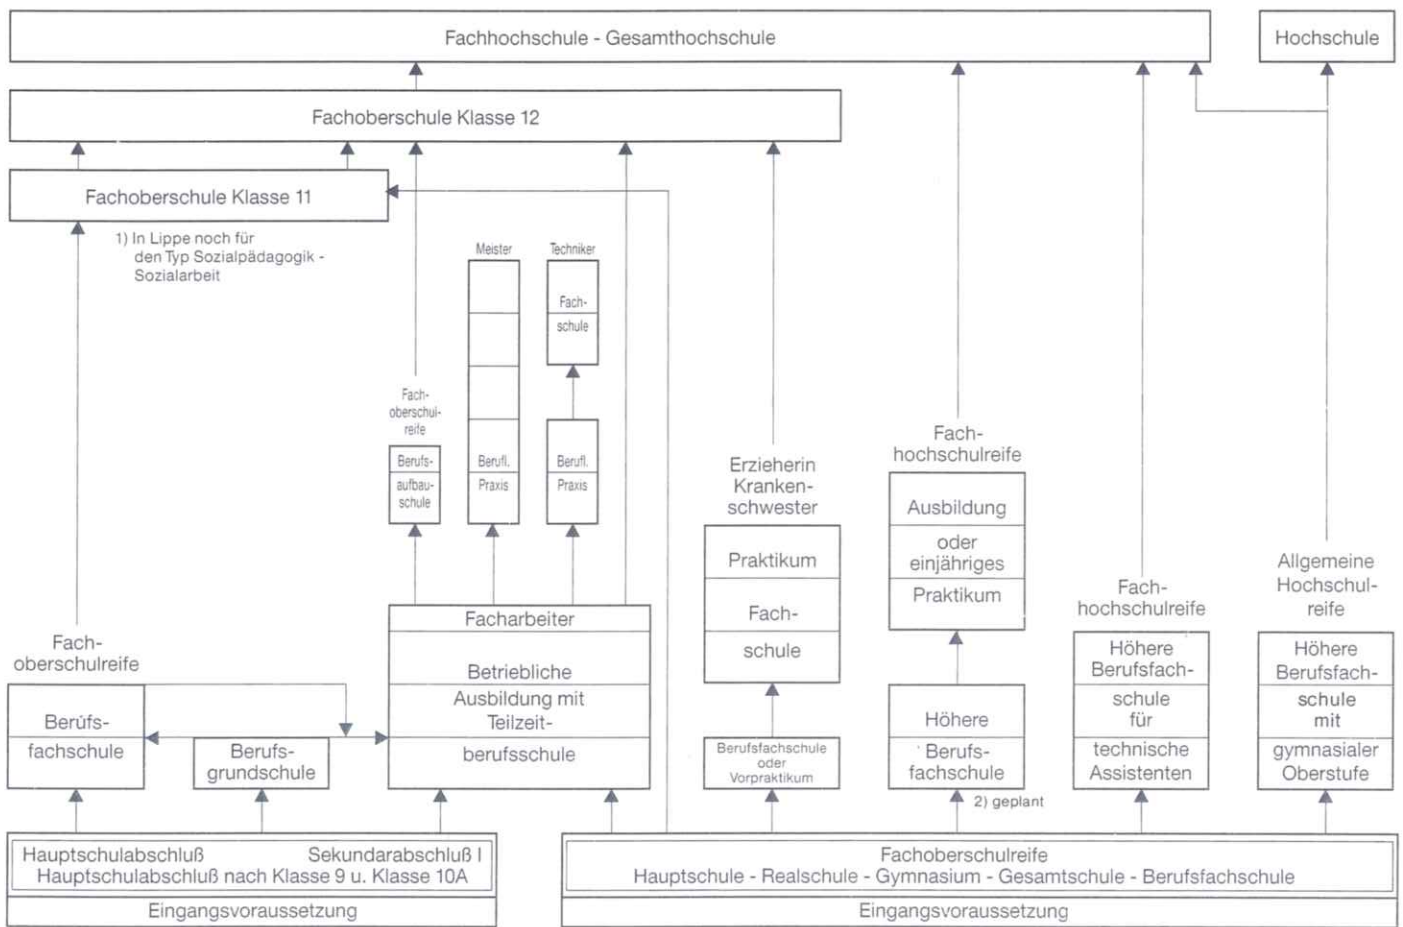 Fachhochschule - Gesamthochschule
Hochschule
Fachoberschule Klasse 12
Fachoberschule Klasse 11
1) In Lippe noch für
den Typ Sozialpädagogik -
Sozialarbeit
Meister
Techniker
Fach-
schule
Fach-
oberschul-
reife
Berufs-
aufbau-
schule
Berufl.
Praxis
Berufl.
Praxis
Erzieherin
Kranken-
schwester
Praktikum
Fach-
schule
Berufsfachschule
oder
Vorpraktikum
Fach-
hochschulreife
Ausbildung
oder
einjähriges
Praktikum
Höhere
Berufs-
fachschule
2) geplant
Fach-
hochschulreife
Höhere
Berufsfach-
schule
für
technische
Assistenten
Allgemeine
Hochschul-
reife
Höhere
Berufsfach-
schule
mit
gymnasialer
Oberstufe
Fach-
oberschulreife
Berufs-
fachschule
Berufs-
grundschule
Facharbeiter
Betriebliche
Ausbildung mit
Teilzeit-
berufsschule
Hauptschulabschluß Sekundarabschluß I
Hauptschulabschluß nach Klasse 9 u. Klasse 10A
Eingangsvoraussetzung
Fachoberschulreife
Hauptschule - Realschule - Gymnasium - Gesamtschule - Berufsfachschule
Eingangsvoraussetzung